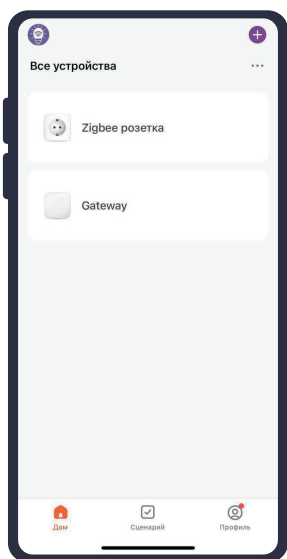 Все устройства
Zigbee розетка
Gateway
Дом
Сценарий
Профиль